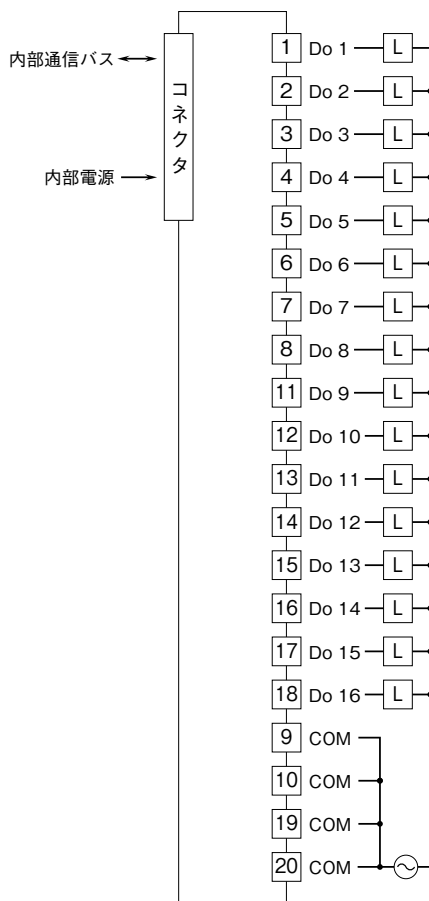 内部通信バス
内部電源
コネクタ
1 Do 1 L
2 Do 2 L
3 Do 3 L
4 Do 4 L
5 Do 5 L
6 Do 6 L
7 Do 7 L
8 Do 8 L
11 Do 9 L
12 Do 10 L
13 Do 11 L
14 Do 12 L
15 Do 13 L
16 Do 14 L
17 Do 15 L
18 Do 16 L
9 COM
10 COM
19 COM
20 COM